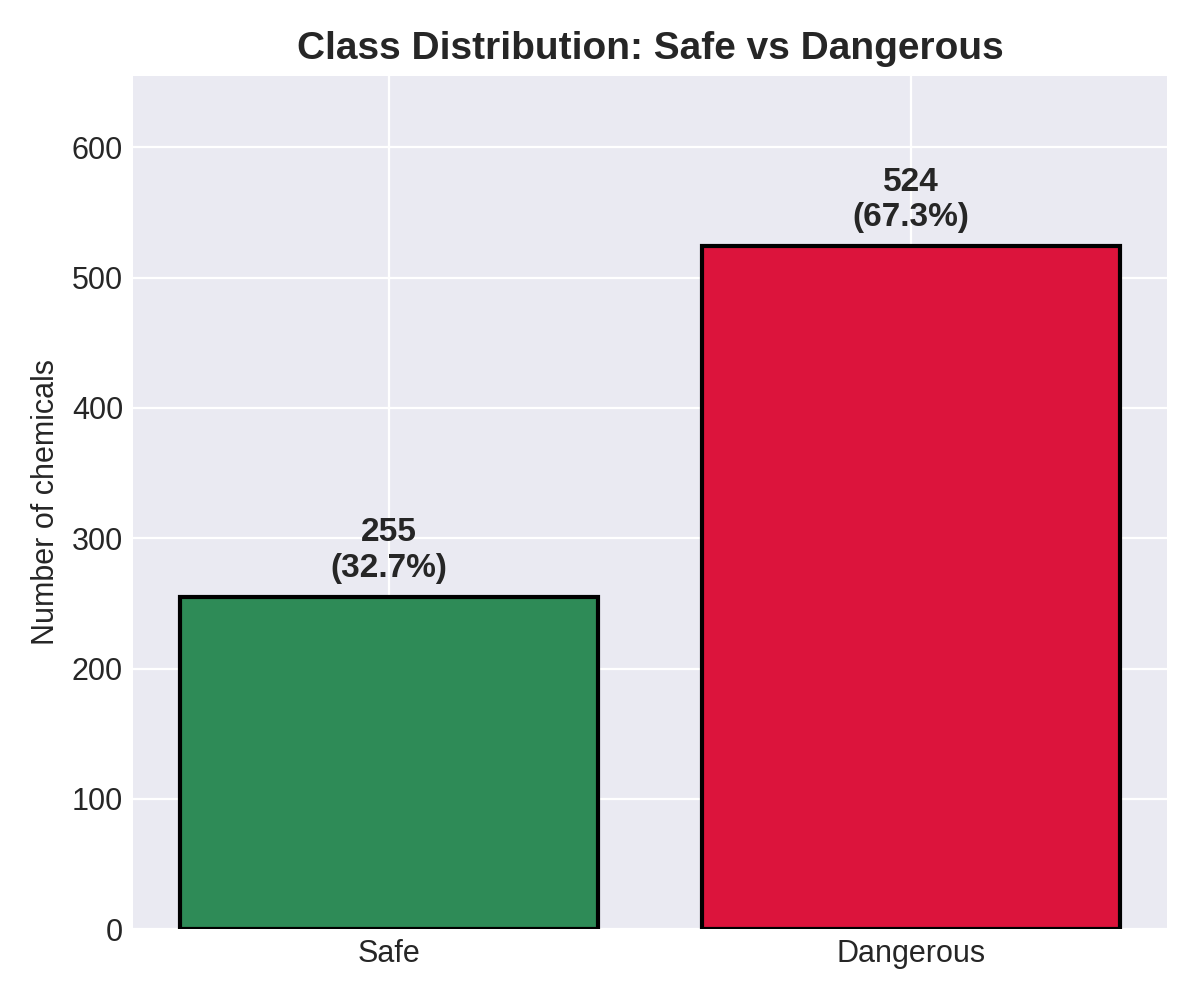 Class Distribution: Safe vs Dangerous
Number of chemicals
600
500
400
300
200
100
0
524
(67.3%)
255
(32.7%)
Safe
Dangerous